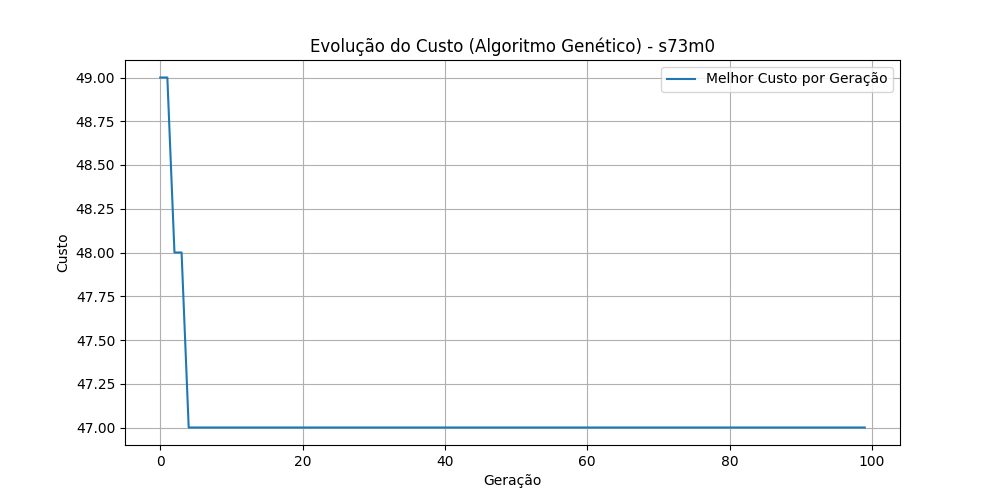 Evolução do Custo (Algoritmo Genético) - s73m0
Melhor Custo por Geração
Custo
49.00
48.75
48.50
48.25
48.00
47.75
47.50
47.25
47.00
0 20 40 60 80 100
Geração